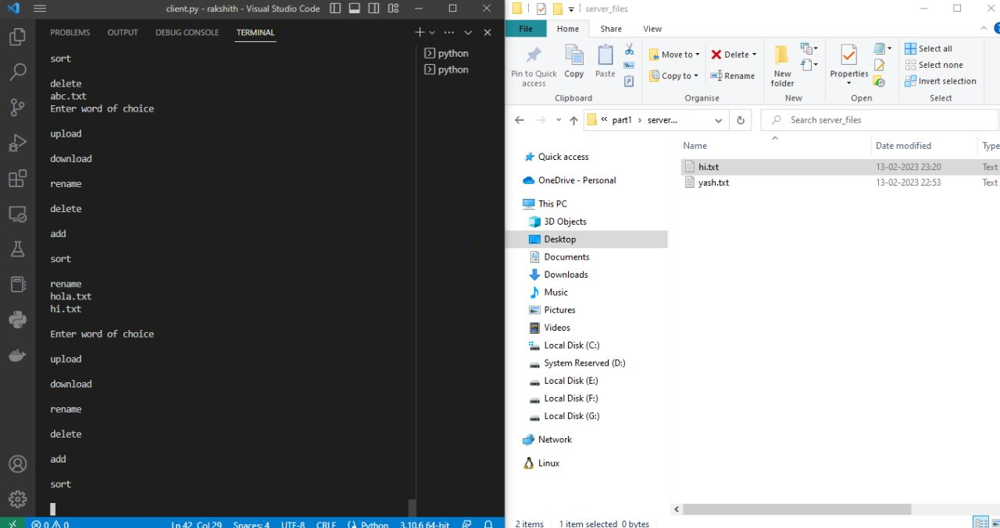 client.py - rakshith - Visual Studio Code
PROBLEMS OUTPUT DEBUG CONSOLE TERMINAL
python
python
sort
delete
abc.txt
Enter word of choice
upload
download
rename
delete
add
sort
rename
hola.txt
hi.txt
Enter word of choice
upload
download
rename
delete
add
sort
0 0 Ln 42, Col 29 Spaces: 4 UTF-8 CRLF Python 3.10.6 64-bit
server_files
File Home Share View
Pin to Quick access
Copy
Paste
Clipboard
Move to
Copy to
Delete
Rename
Organise
New folder
New
Properties
Open
Select all
Select none
Invert selection
Select
« part1 › server...
Search server_files
Name Date modified Type
hi.txt 13-02-2023 23:20 Text
yash.txt 13-02-2023 22:53 Text
Quick access
OneDrive - Personal
This PC
3D Objects
Desktop
Documents
Downloads
Music
Pictures
Videos
Local Disk (C:)
System Reserved (D:)
Local Disk (E:)
Local Disk (F:)
Local Disk (G:)
Network
Linux
2 items 1 item selected 0 bytes